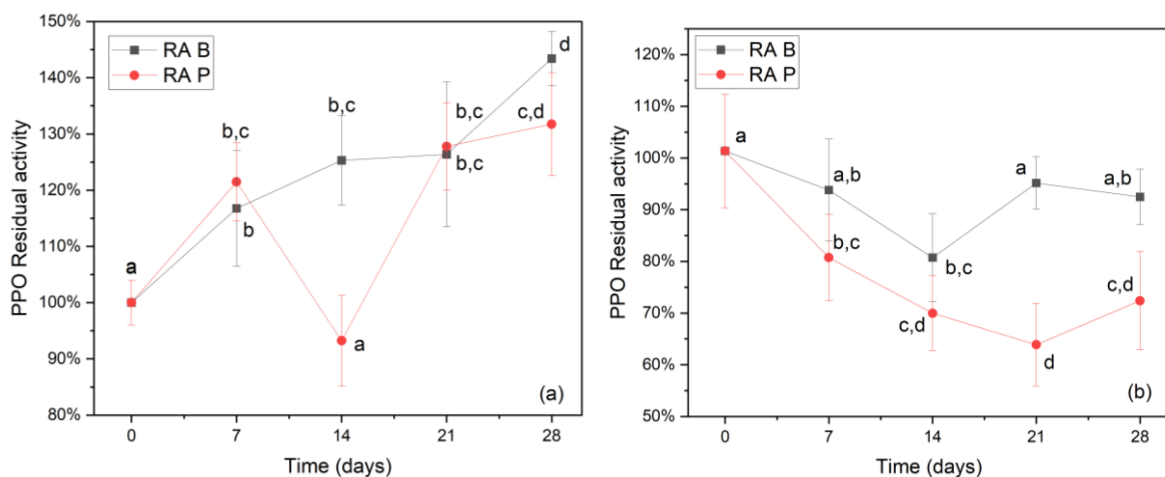 150%
140%
130%
120%
110%
100%
90%
80%
PPO Residual activity
RA B
RA P
a
b,c
b
b,c
a
b,c
b,c
d
c,d
(a)
0 7 14 21 28
Time (days)
120%
110%
100%
90%
80%
70%
60%
50%
PPO Residual activity
RA B
RA P
a
a,b
b,c
b,c
c,d
a
d
a,b
c,d
(b)
0 7 14 21 28
Time (days)